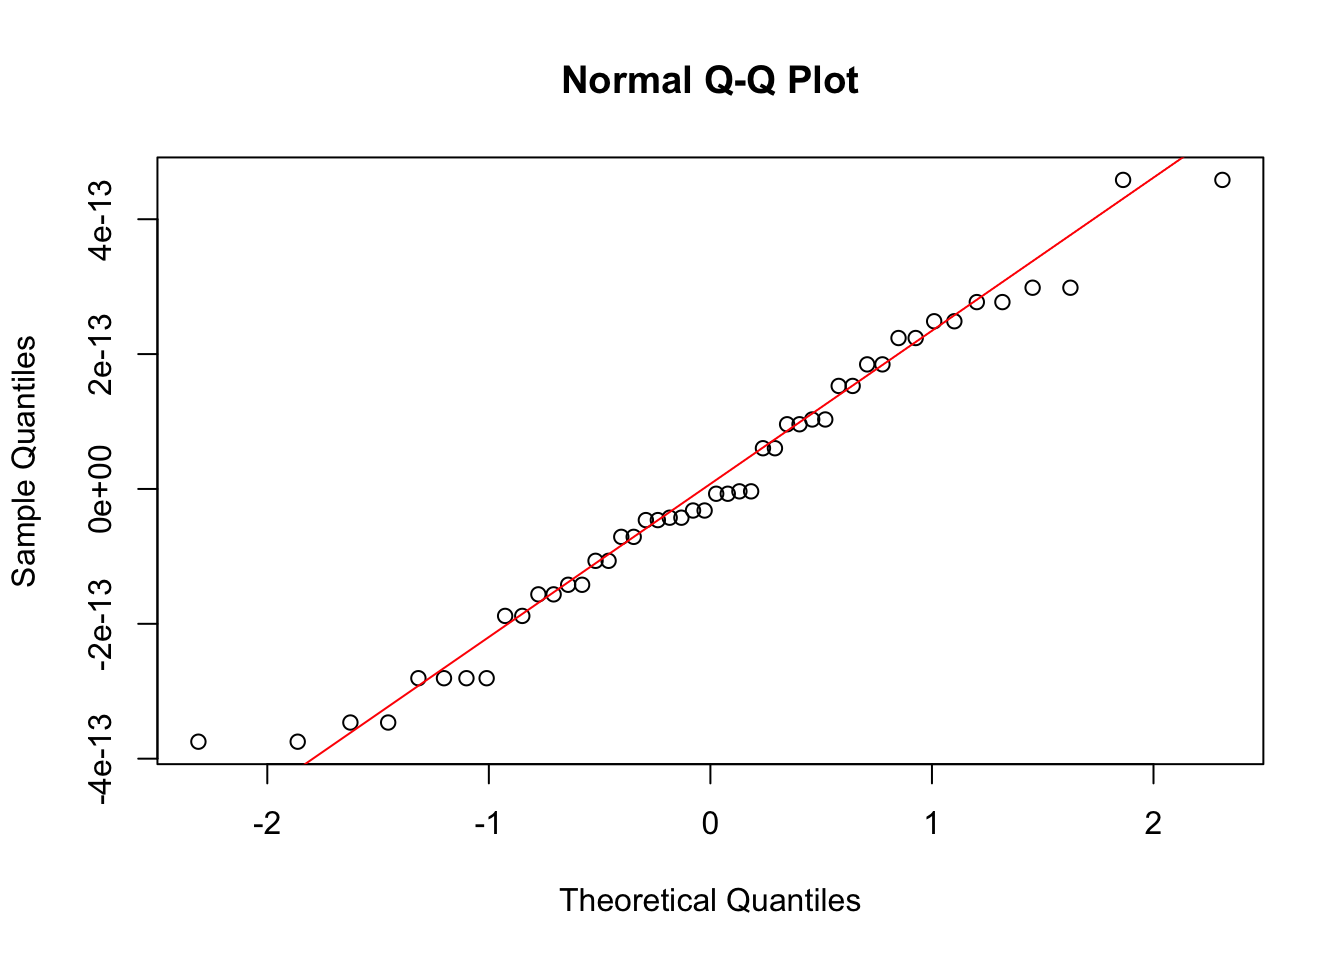 Normal Q-Q Plot
Sample Quantiles
4e-13
2e-13
0e+00
-2e-13
-4e-13
-2 -1 0 1 2
Theoretical Quantiles